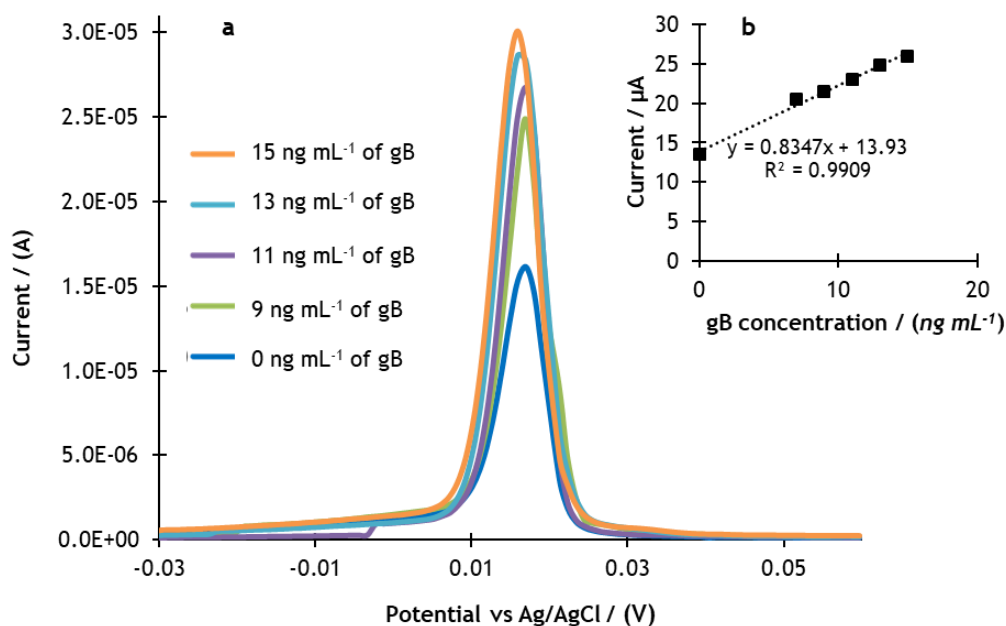 a
3.0E-05
2.5E-05
2.0E-05
1.5E-05
1.0E-05
5.0E-06
0.0E+00
Current / (A)
15 ng mL⁻¹ of gB
13 ng mL⁻¹ of gB
11 ng mL⁻¹ of gB
9 ng mL⁻¹ of gB
0 ng mL⁻¹ of gB
-0.03
-0.01
0.01
0.03
0.05
Potential vs Ag/AgCl / (V)
b
30
25
20
15
10
5
0
Current / µA
y = 0.8347x + 13.93
R² = 0.9909
0
10
20
gB concentration / (ng mL⁻¹)